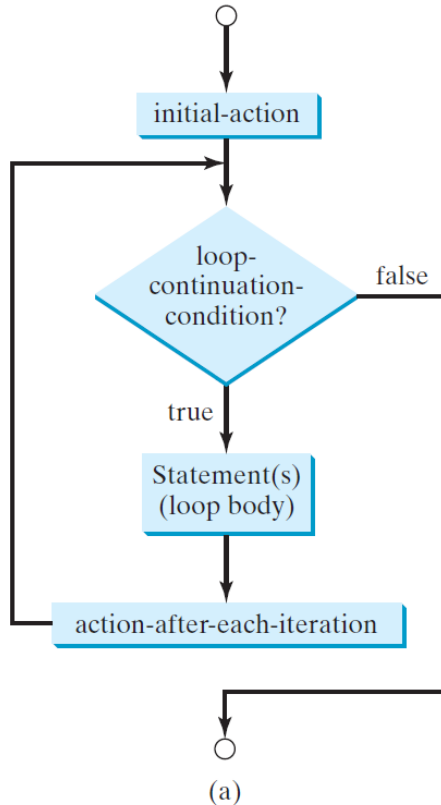 initial-action
loop-
continuation-
condition?
false
true
Statement(s)
(loop body)
action-after-each-iteration
(a)